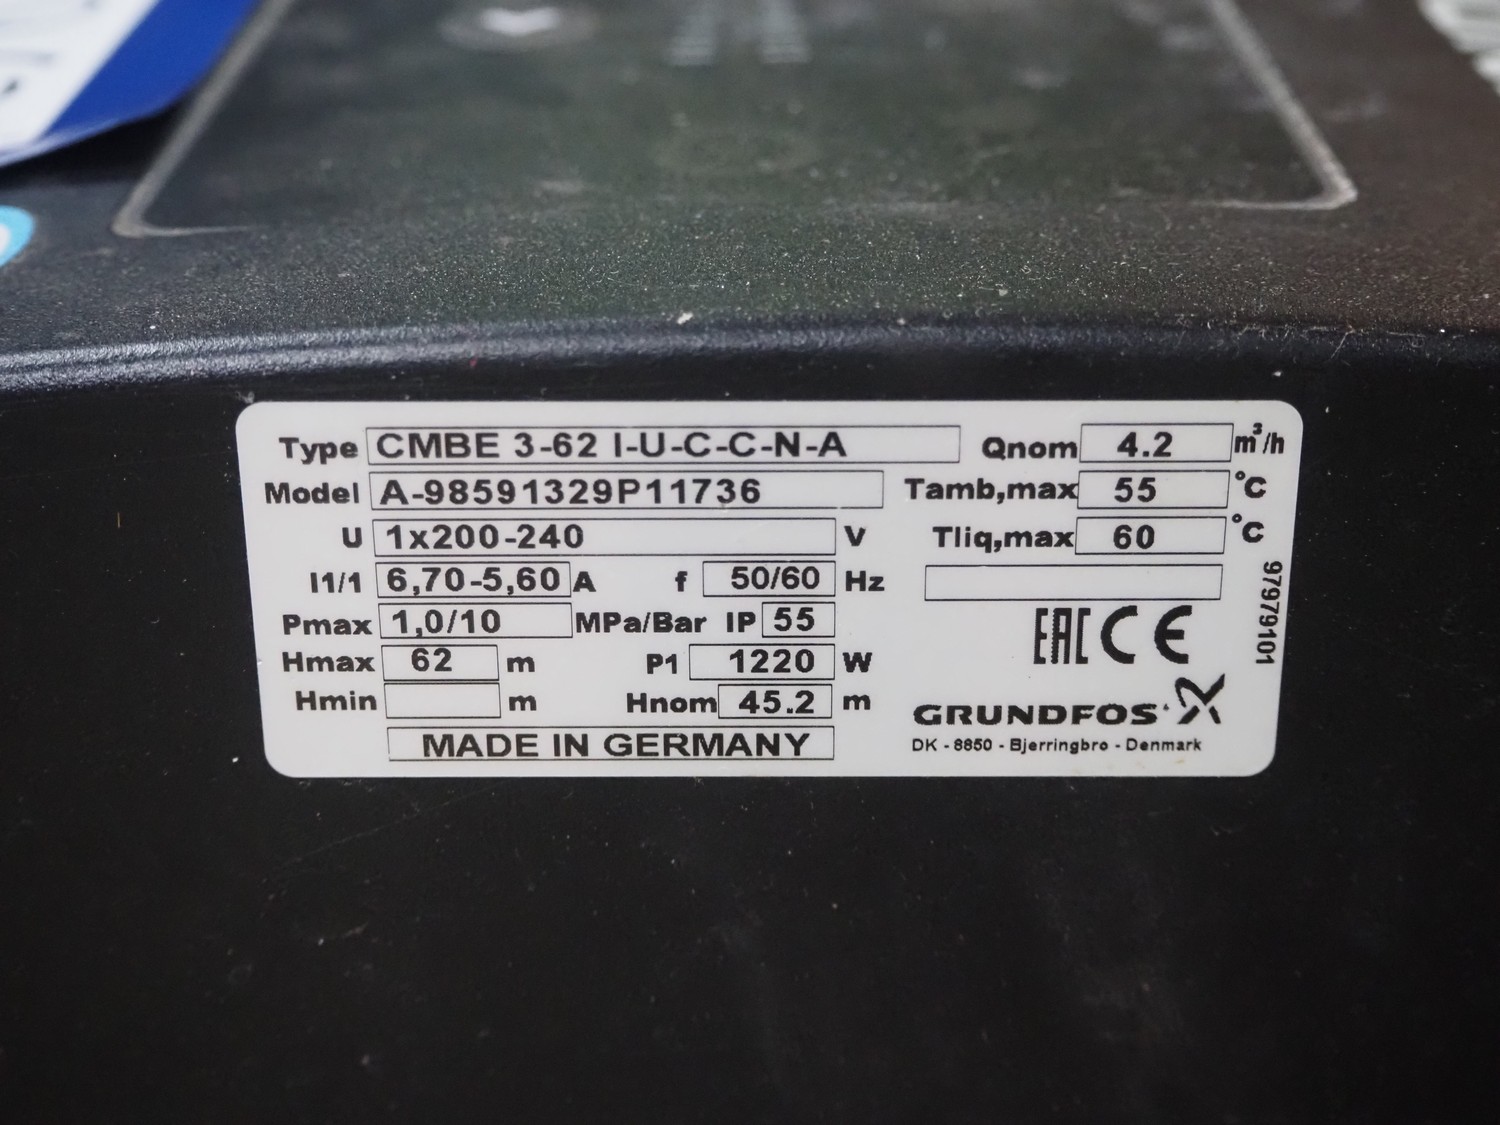 Type CMBE 3-62 I-U-C-C-N-A Qnom 4.2 m³/h
Model A-98591329P11736 Tamb,max 55 °C
U 1x200-240 V Tliq,max 60 °C
I1/1 6,70-5,60 A f 50/60 Hz
Pmax 1,0/10 MPa/Bar IP 55
Hmax 62 m P1 1220 W
Hmin m Hnom 45.2 m
MADE IN GERMANY
EAC CE
GRUNDFOS
DK - 8850 - Bjerringbro - Denmark
97979101